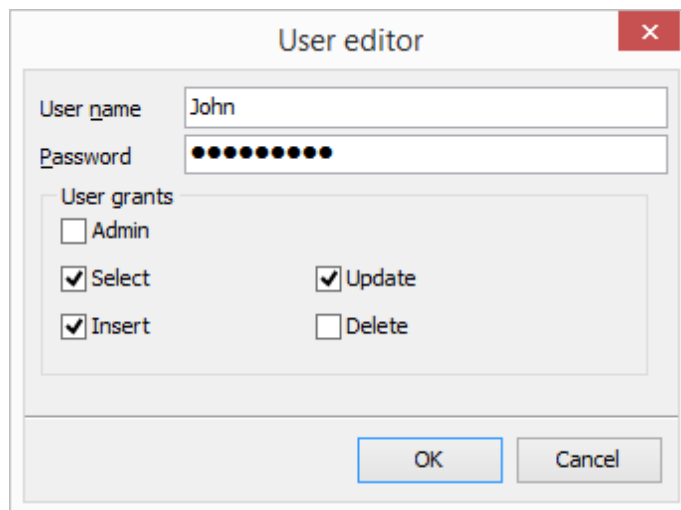 User editor
User name John
Password ●●●●●●●●●
User grants
Admin
Select Update
Insert Delete
OK Cancel